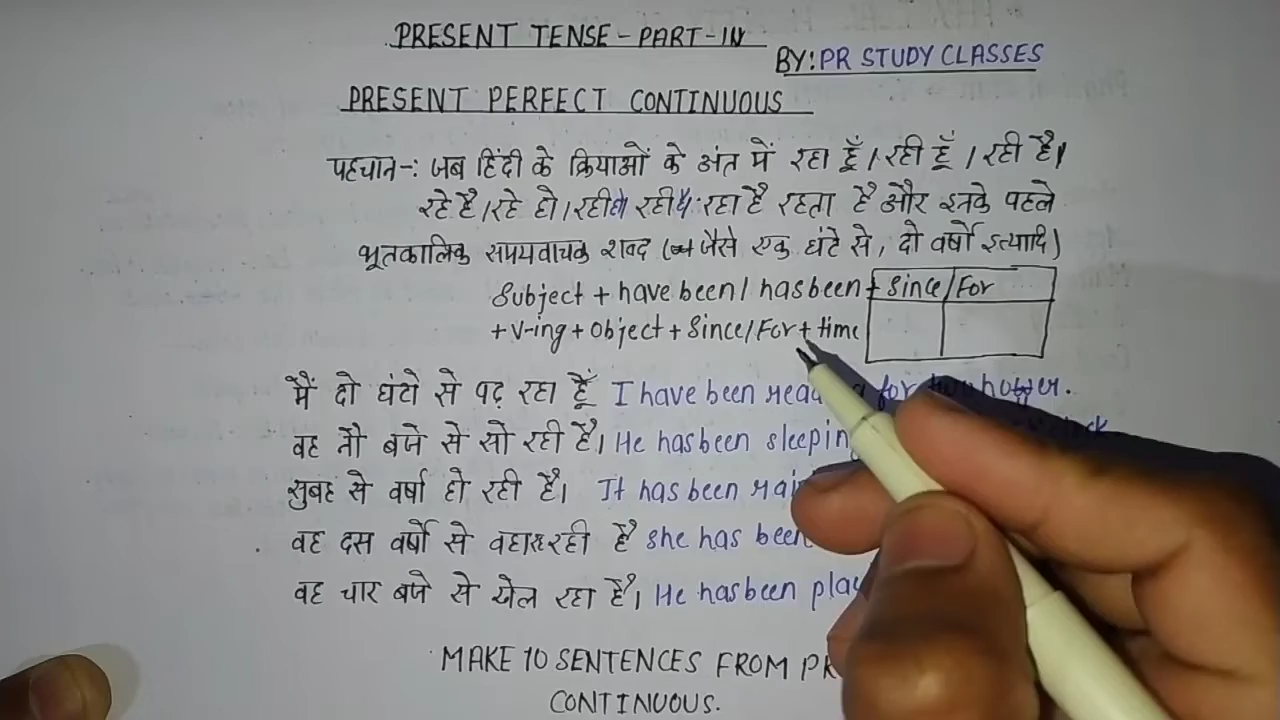 PRESENT TENSE - PART-IV
BY: PR STUDY CLASSES
PRESENT PERFECT CONTINUOUS
पहचान-: जब हिंदी के क्रियाओं के अंत में रहा हूँ / रही हूँ / रही है।
रहे है / रहे हो / रही हो रही है रहा है रहता है और इनके पहले
भूतकालिक समयवाचक शब्द ( जैसे एक घंटे से, दो वर्षो इत्यादि)
Subject + have been / has been + Since / For
+ V-ing + Object + Since / For + time
मैं दो घंटो से पढ़ रहा हूँ I have been for
वह नौ बजे से सो रही है। He has been sleeping
सुबह से वर्षा हो रही है। It has been
वह दस वर्षो से रही है She has been
वह चार बजे से खेल रहा है। He has been
MAKE 10 SENTENCES FROM
CONTINUOUS.